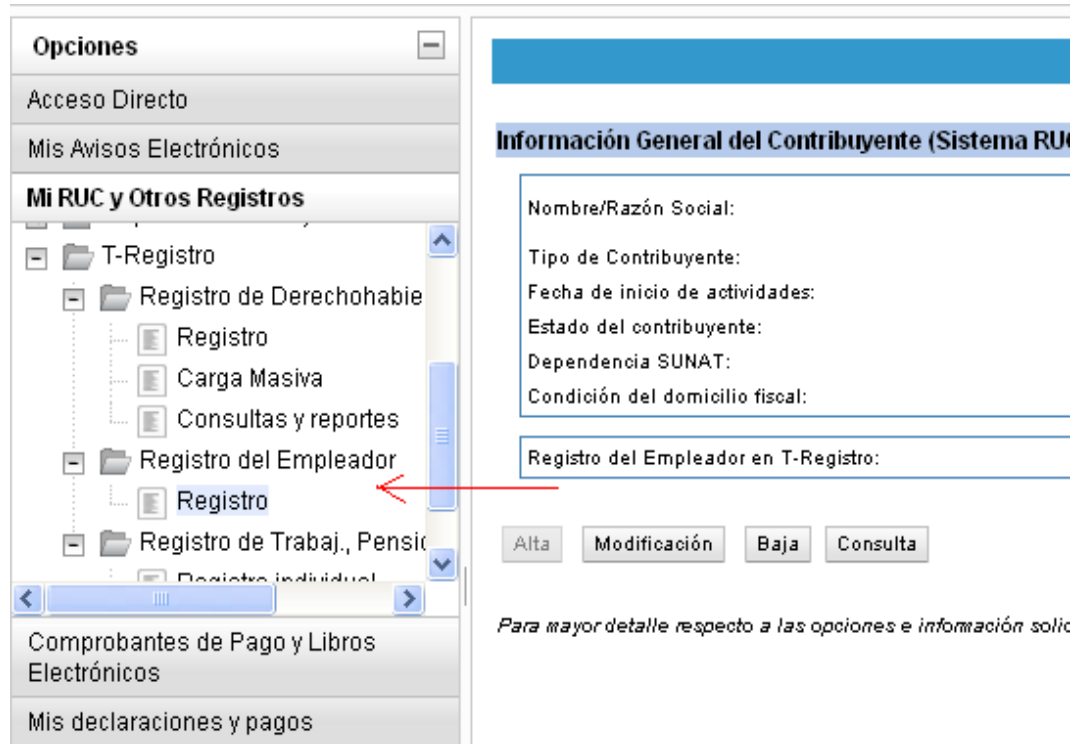 Opciones
Acceso Directo
Mis Avisos Electrónicos
Mi RUC y Otros Registros
T-Registro
Registro de Derechohabie
Registro
Carga Masiva
Consultas y reportes
Registro del Empleador
Registro
Registro de Trabaj., Pensio
Registro individual
Comprobantes de Pago y Libros
Electrónicos
Mis declaraciones y pagos
Información General del Contribuyente (Sistema RUC
Nombre/Razón Social:
Tipo de Contribuyente:
Fecha de inicio de actividades:
Estado del contribuyente:
Dependencia SUNAT:
Condición del domicilio fiscal:
Registro del Empleador en T-Registro:
Alta Modificación Baja Consulta
Para mayor detalle respecto a las opciones e información solic